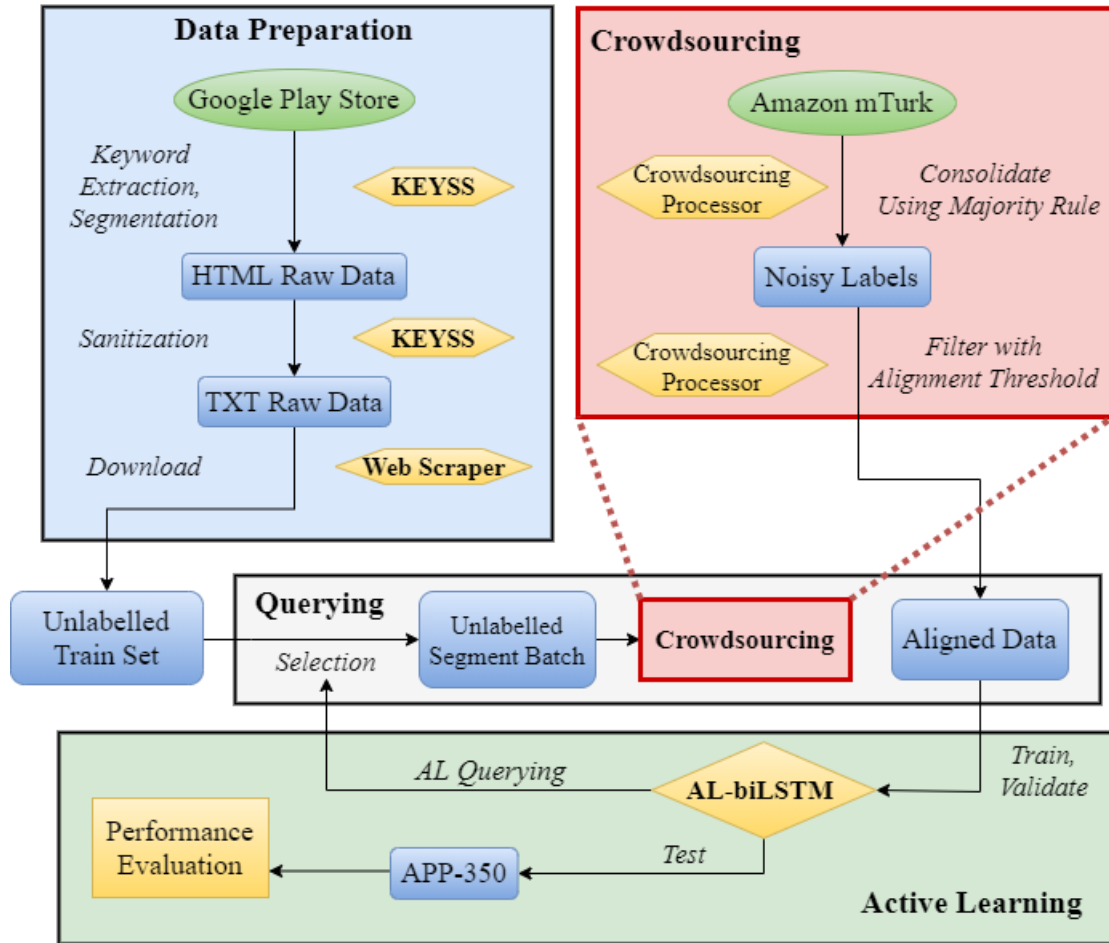 Data Preparation
Google Play Store
Keyword
Extraction,
Segmentation
KEYSS
HTML Raw Data
Sanitization
KEYSS
TXT Raw Data
Download
Web Scraper
Crowdsourcing
Amazon mTurk
Crowdsourcing
Processor
Consolidate
Using Majority Rule
Noisy Labels
Crowdsourcing
Processor
Filter with
Alignment Threshold
Unlabelled
Train Set
Querying
Selection
Unlabelled
Segment Batch
Crowdsourcing
Aligned Data
AL Querying
AL-biLSTM
Train,
Validate
Performance
Evaluation
APP-350
Test
Active Learning